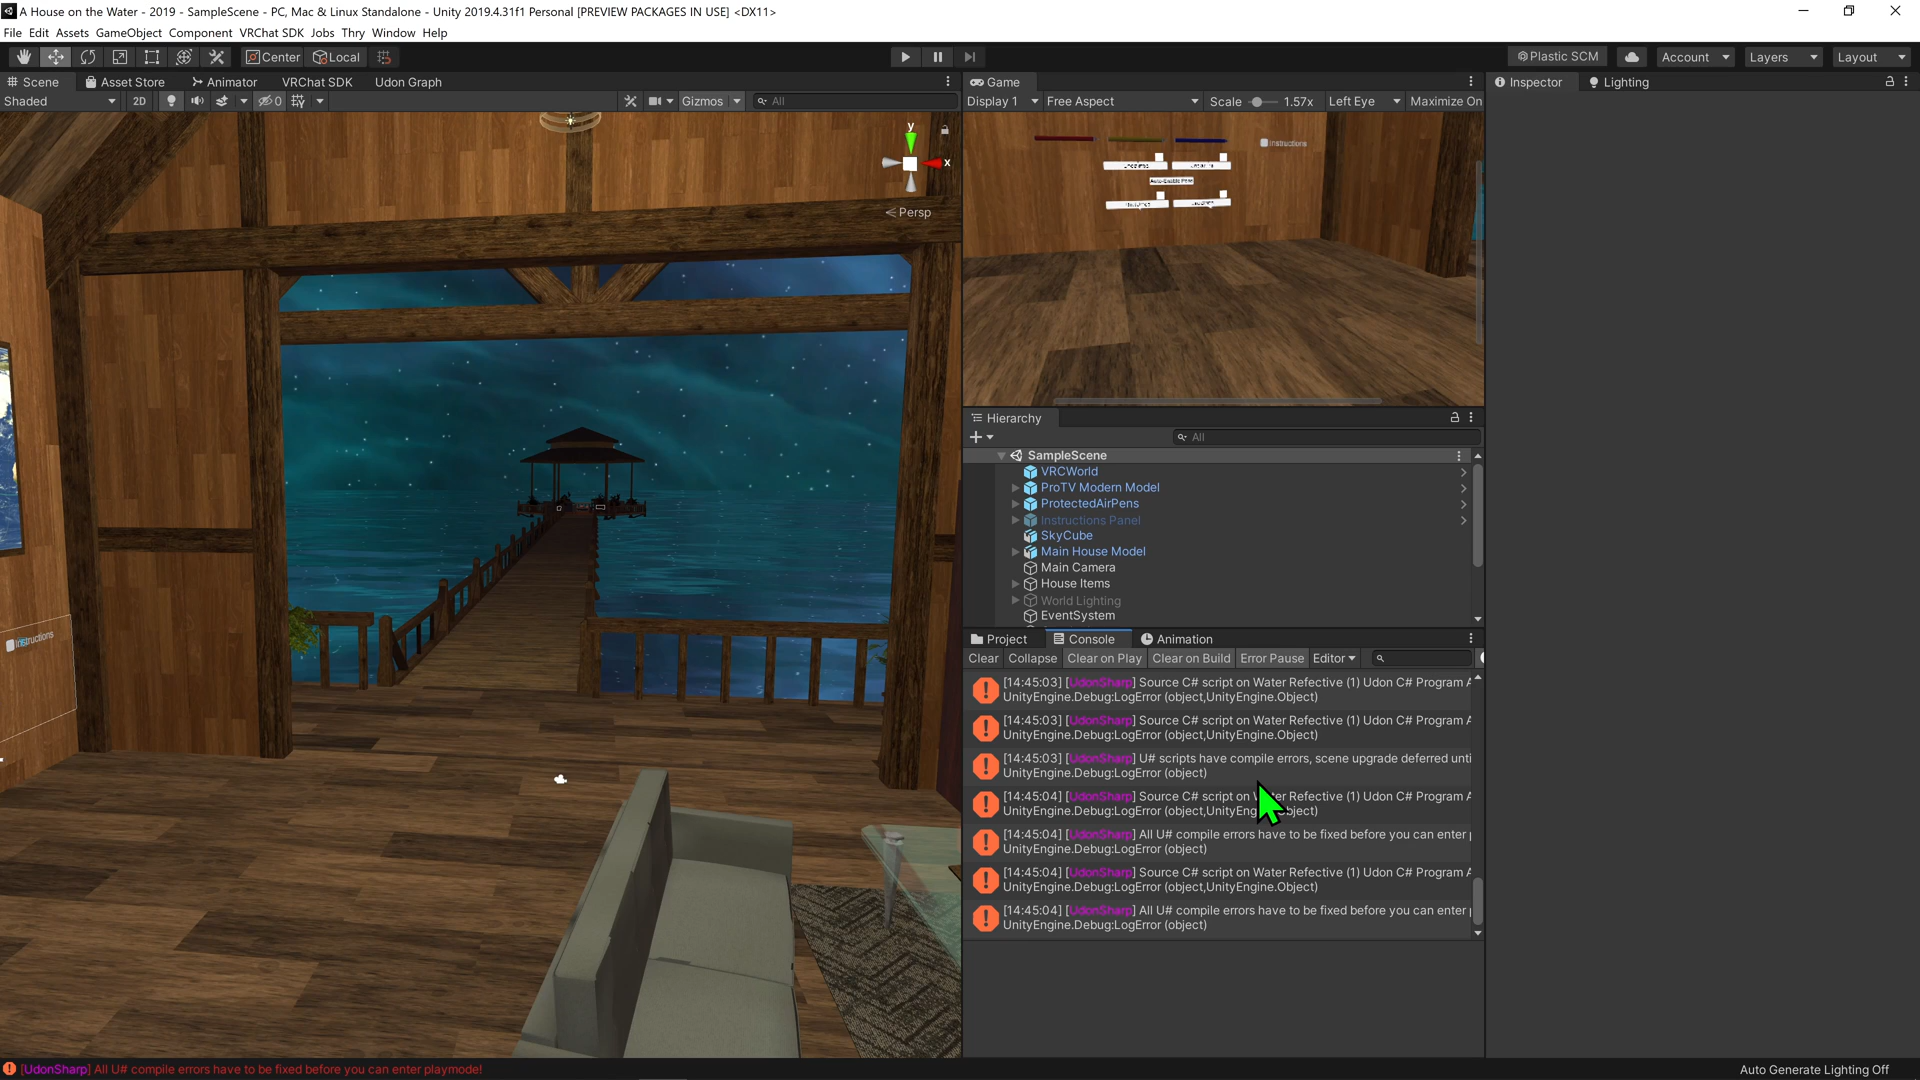 A House on the Water - 2019 - SampleScene - PC, Mac & Linux Standalone - Unity 2019.4.31f1 Personal [PREVIEW PACKAGES IN USE] <DX11>
File Edit Assets GameObject Component VRChat SDK Jobs Thry Window Help
Center Local Plastic SCM Account Layers Layout
Scene Asset Store Animator VRChat SDK Udon Graph
Shaded 2D 0 Gizmos All
y
x
Persp
Instructions
Game
Display 1 Free Aspect Scale 1.57x Left Eye Maximize On
Instructions
Hierarchy
All
SampleScene
VRCWorld
ProTV Modern Model
ProtectedAirPens
Instructions Panel
SkyCube
Main House Model
Main Camera
House Items
World Lighting
EventSystem
Project Console Animation
Clear Collapse Clear on Play Clear on Build Error Pause Editor
[14:45:03] [UdonSharp] Source C# script on Water Refective (1) Udon C# Program A
UnityEngine.Debug:LogError (object,UnityEngine.Object)
[14:45:03] [UdonSharp] Source C# script on Water Refective (1) Udon C# Program A
UnityEngine.Debug:LogError (object,UnityEngine.Object)
[14:45:03] [UdonSharp] U# scripts have compile errors, scene upgrade deferred unti
UnityEngine.Debug:LogError (object)
[14:45:04] [UdonSharp] Source C# script on Water Refective (1) Udon C# Program A
UnityEngine.Debug:LogError (object,UnityEngine.Object)
[14:45:04] [UdonSharp] All U# compile errors have to be fixed before you can enter
UnityEngine.Debug:LogError (object)
[14:45:04] [UdonSharp] Source C# script on Water Refective (1) Udon C# Program A
UnityEngine.Debug:LogError (object,UnityEngine.Object)
[14:45:04] [UdonSharp] All U# compile errors have to be fixed before you can enter
UnityEngine.Debug:LogError (object)
Inspector Lighting
[UdonSharp] All U# compile errors have to be fixed before you can enter playmode!
Auto Generate Lighting Off